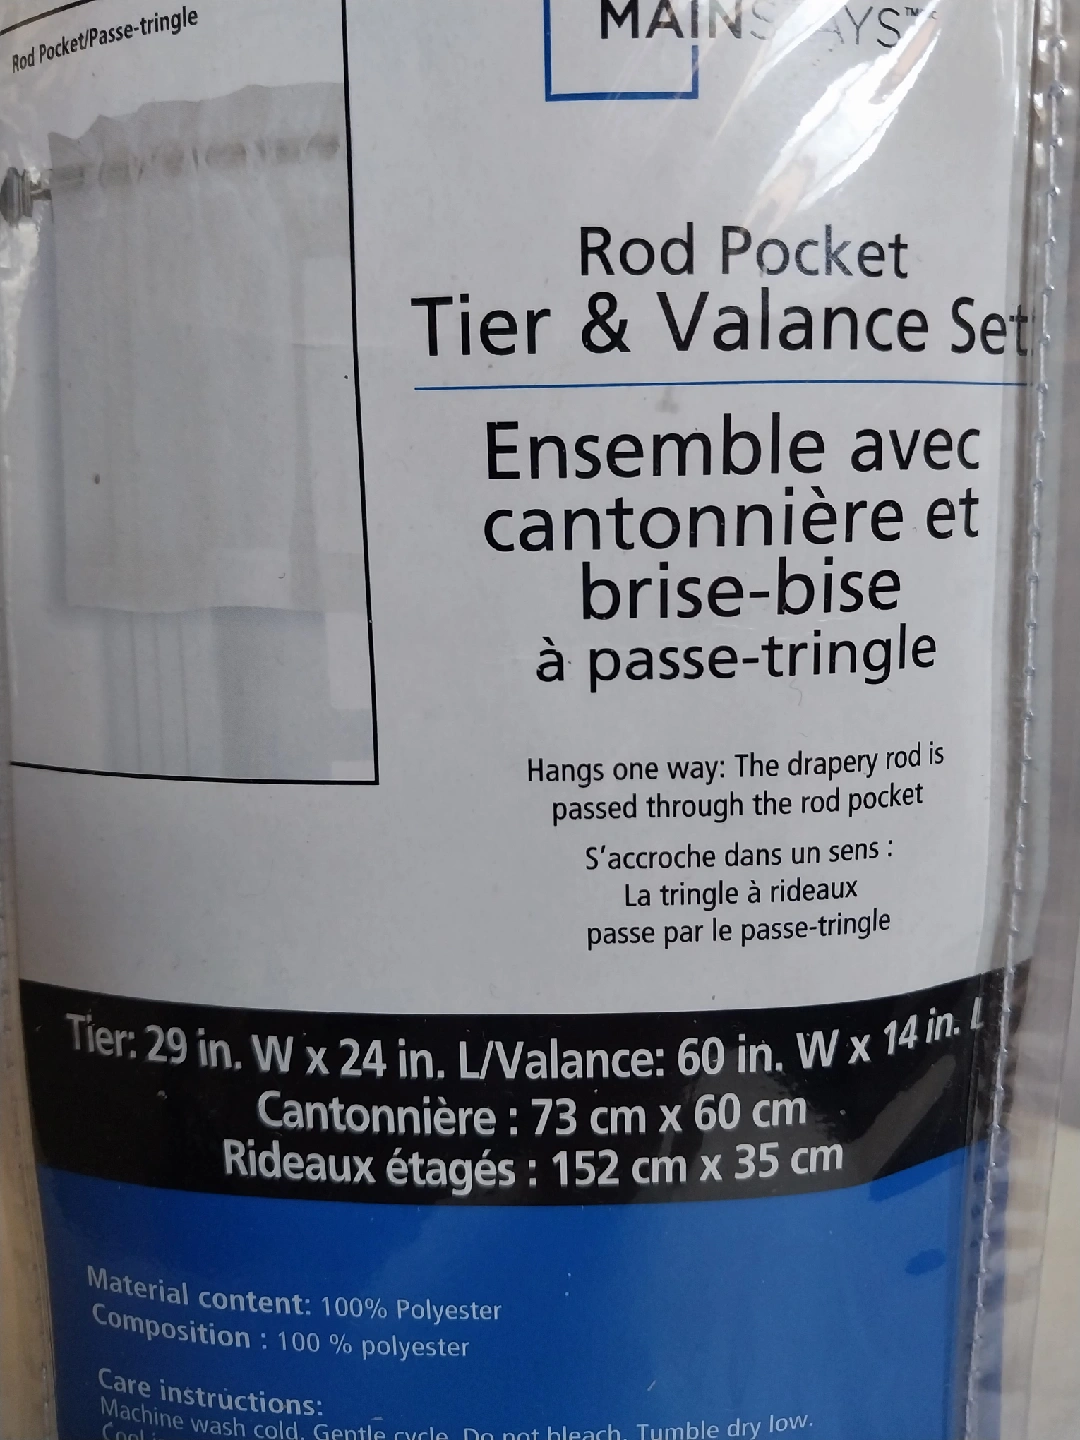 Rod Pocket/Passe-tringle
MAINSTAYS™
Rod Pocket
Tier & Valance Set
Ensemble avec
cantonnière et
brise-bise
à passe-tringle
Hangs one way: The drapery rod is
passed through the rod pocket
S'accroche dans un sens :
La tringle à rideaux
passe par le passe-tringle
Tier: 29 in. W x 24 in. L/Valance: 60 in. W x 14 in. L
Cantonnière : 73 cm x 60 cm
Rideaux étagés : 152 cm x 35 cm
Material content: 100% Polyester
Composition : 100 % polyester
Care instructions:
Machine wash cold. Gentle cycle. Do not bleach. Tumble dry low.